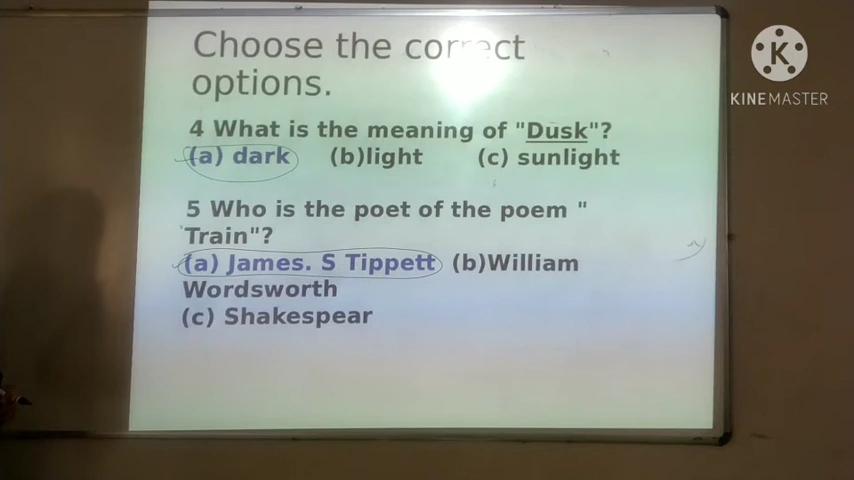 Choose the correct
options.
4 What is the meaning of "Dusk"?
(a) dark (b)light (c) sunlight
5 Who is the poet of the poem "
Train"?
(a) James. S Tippett (b)William
Wordsworth
(c) Shakespear
K
KINEMASTER